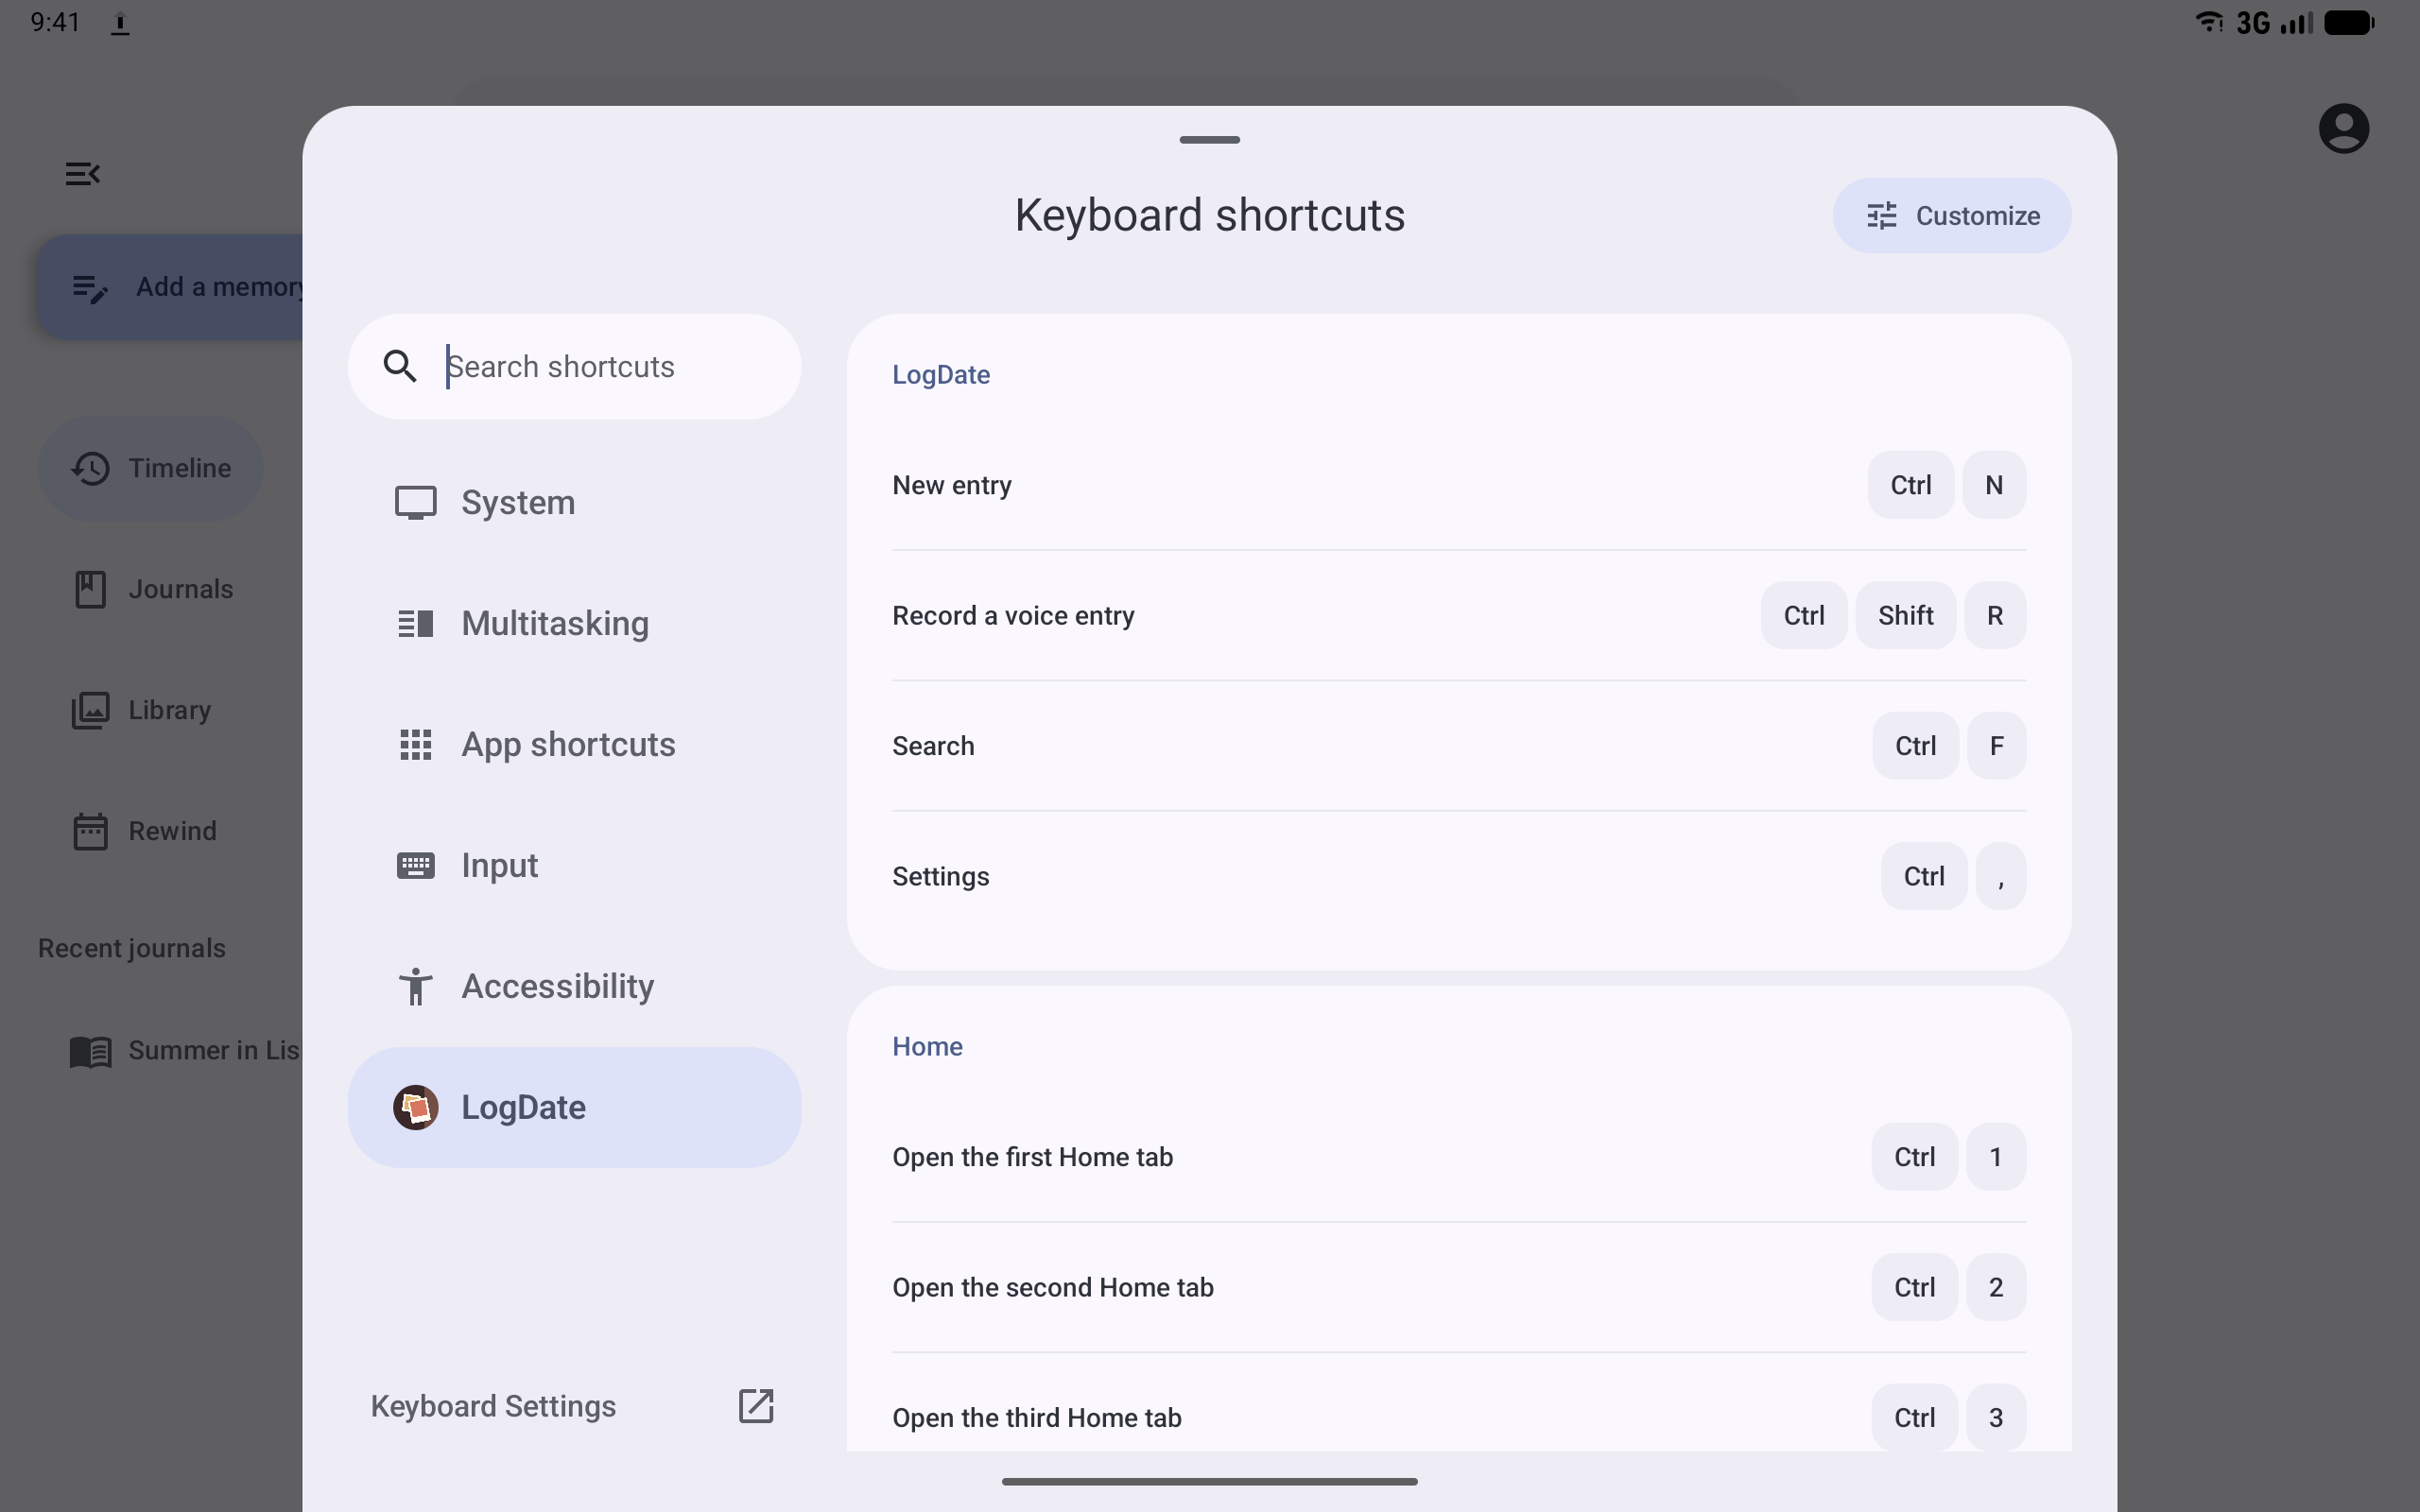 9:41
3G
Keyboard shortcuts
Customize
Add a memory
Timeline
Journals
Library
Rewind
Recent journals
Summer in Lis
Search shortcuts
System
Multitasking
App shortcuts
Input
Accessibility
LogDate
Keyboard Settings
LogDate
New entry Ctrl N
Record a voice entry Ctrl Shift R
Search Ctrl F
Settings Ctrl ,
Home
Open the first Home tab Ctrl 1
Open the second Home tab Ctrl 2
Open the third Home tab Ctrl 3